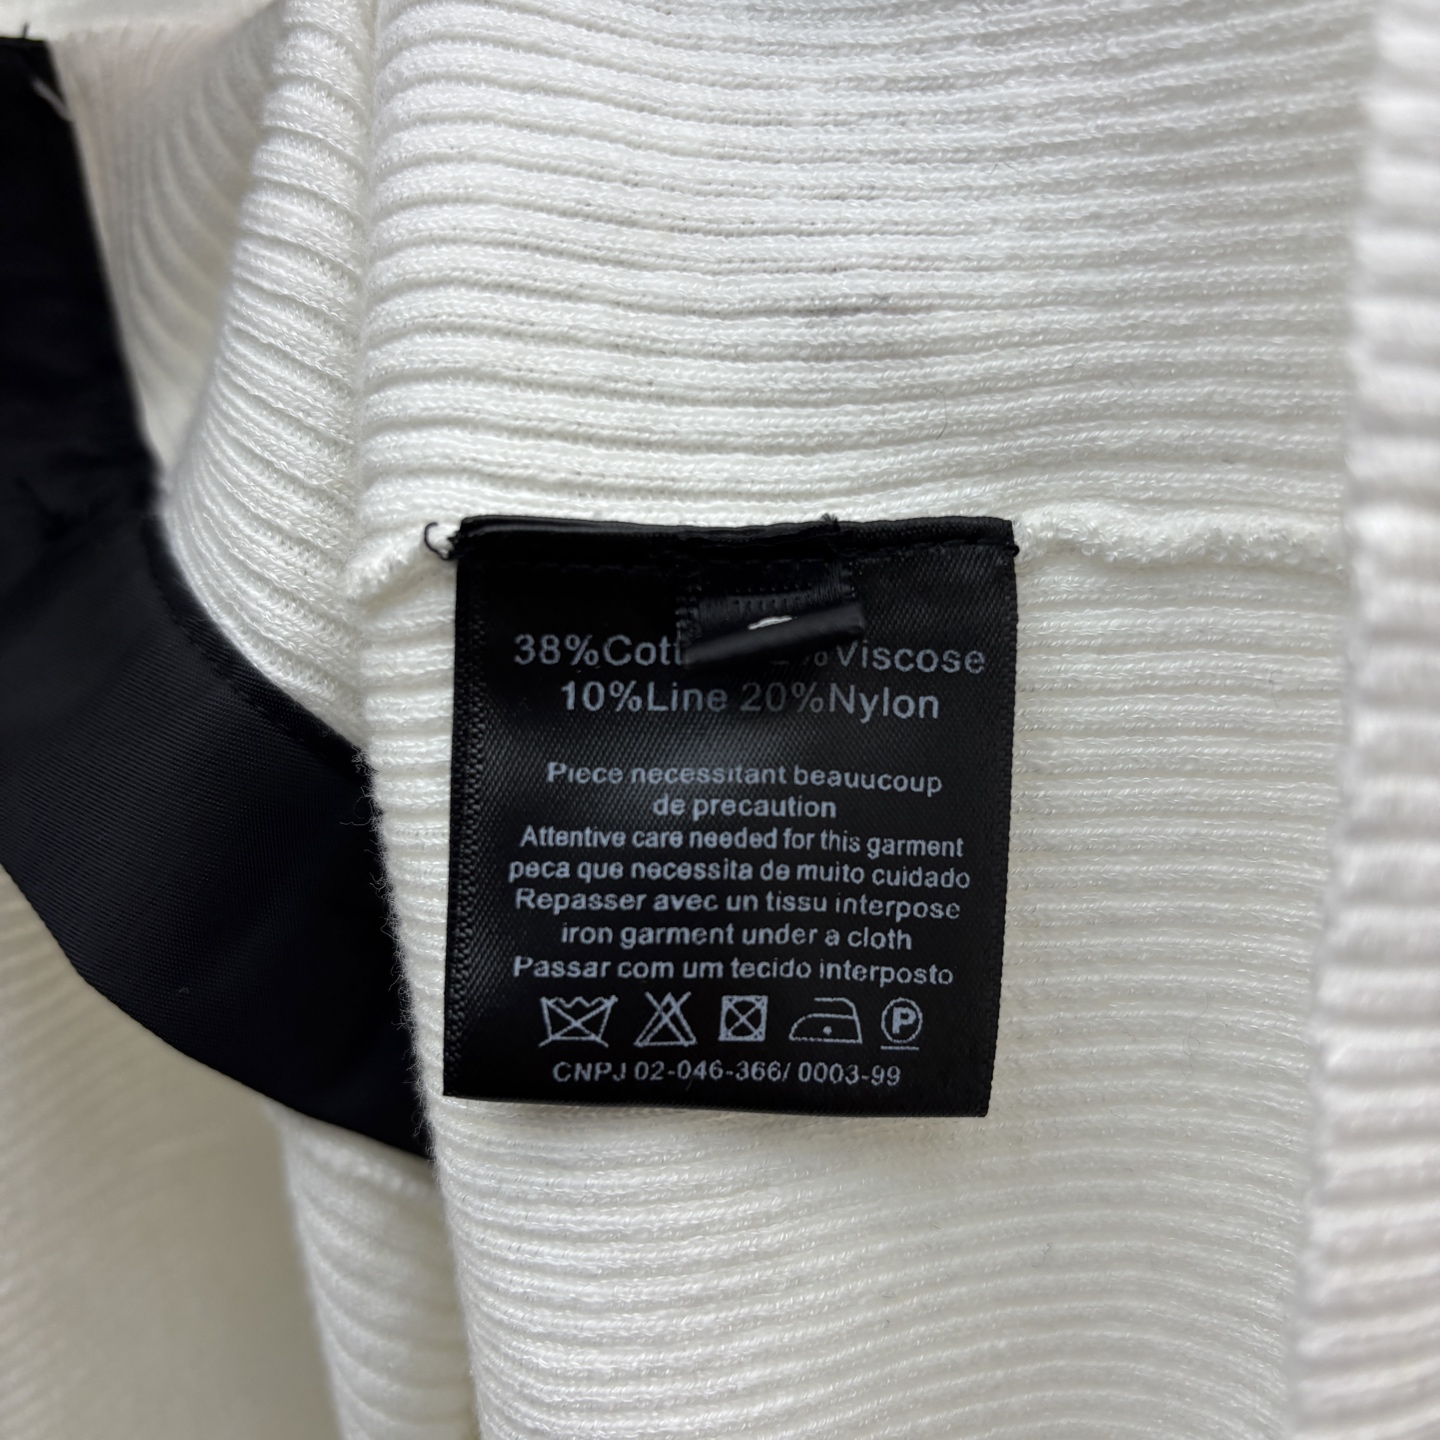 38%Cott %Viscose
10%Line 20%Nylon
Piece necessitant beauucoup
de precaution
Attentive care needed for this garment
peca que necessita de muito cuidado
Repasser avec un tissu interpose
iron garment under a cloth
Passar com um tecido interposto
P
CNPJ 02-046-366/ 0003-99